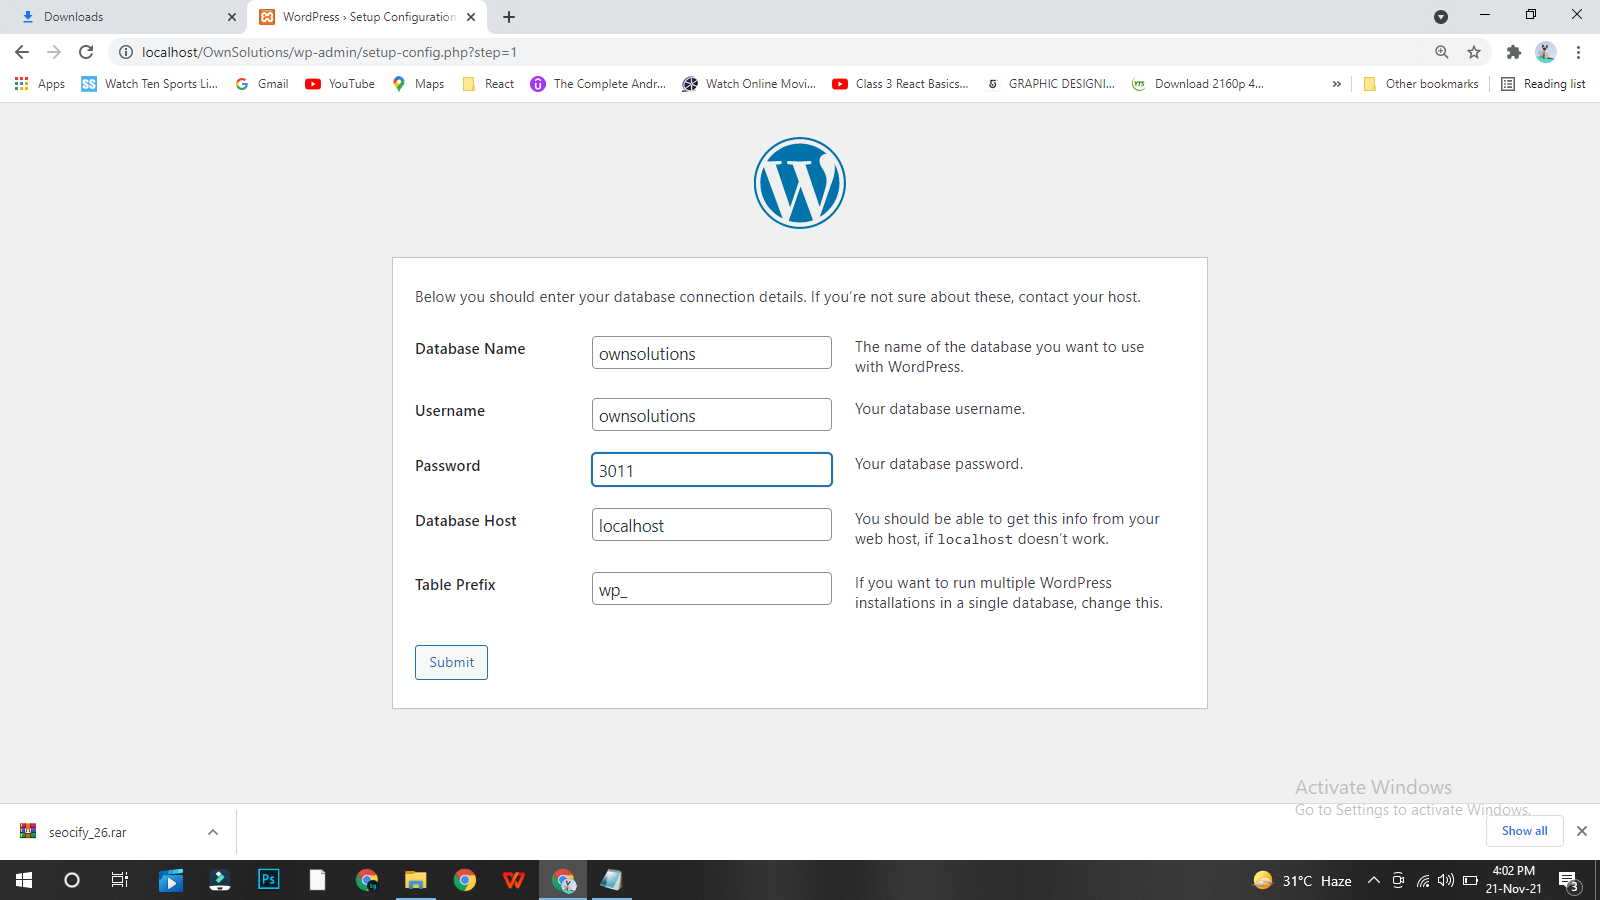 Downloads
WordPress › Setup Configuration
localhost/OwnSolutions/wp-admin/setup-config.php?step=1
Apps
SS
Watch Ten Sports Li...
Gmail
YouTube
Maps
React
The Complete Andr...
Watch Online Movi...
Class 3 React Basics...
GRAPHIC DESIGNI...
Download 2160p 4...
»
Other bookmarks
Reading list
W
Below you should enter your database connection details. If you're not sure about these, contact your host.
Database Name
ownsolutions
The name of the database you want to use
with WordPress.
Username
ownsolutions
Your database username.
Password
3011
Your database password.
Database Host
localhost
You should be able to get this info from your
web host, if localhost doesn't work.
Table Prefix
wp_
If you want to run multiple WordPress
installations in a single database, change this.
Submit
Activate Windows
Go to Settings to activate Windows.
seocify_26.rar
Show all
Ps
31°C Haze
4:02 PM
21-Nov-21
3